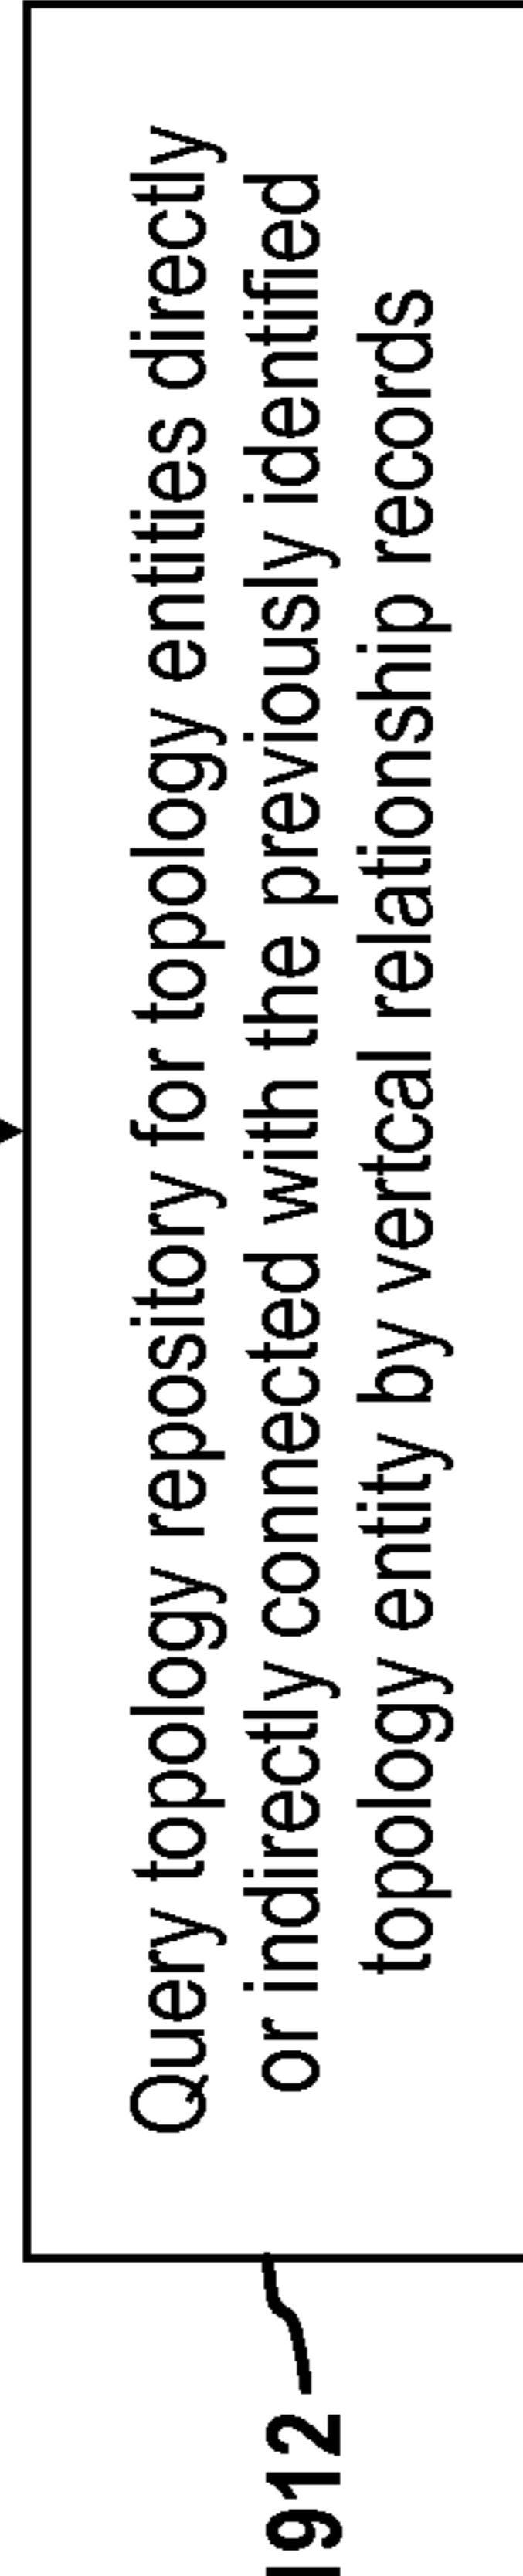 Query topology repository for topology entities directly
or indirectly connected with the previously identified
topology entity by vertcal relationship records
1912